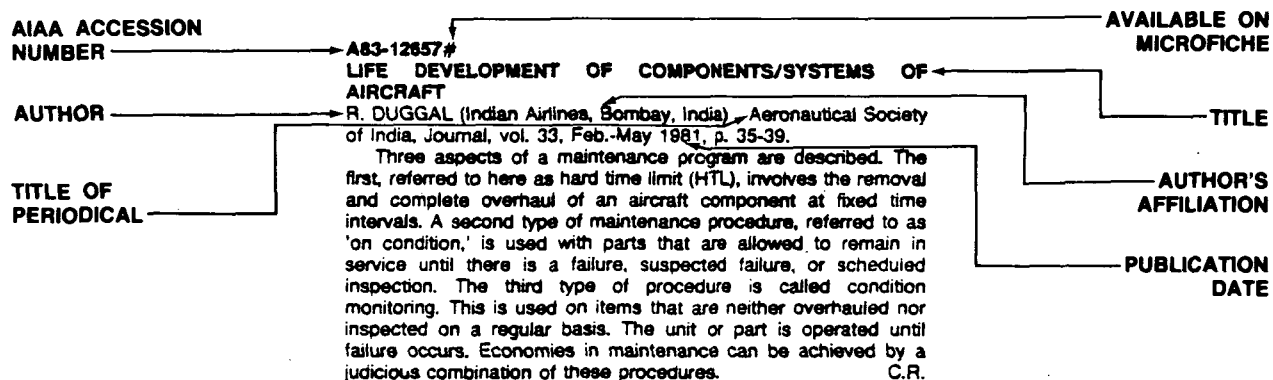 AIAA ACCESSION
NUMBER
AVAILABLE ON
MICROFICHE
A83-12657#
LIFE DEVELOPMENT OF COMPONENTS/SYSTEMS OF
AIRCRAFT
AUTHOR
TITLE
R. DUGGAL (Indian Airlines, Bombay, India) Aeronautical Society
of India, Journal, vol. 33, Feb.-May 1981, p. 35-39.
TITLE OF
PERIODICAL
AUTHOR'S
AFFILIATION
PUBLICATION
DATE
Three aspects of a maintenance program are described. The
first, referred to here as hard time limit (HTL), involves the removal
and complete overhaul of an aircraft component at fixed time
intervals. A second type of maintenance procedure, referred to as
'on condition,' is used with parts that are allowed to remain in
service until there is a failure, suspected failure, or scheduled
inspection. The third type of procedure is called condition
monitoring. This is used on items that are neither overhauled nor
inspected on a regular basis. The unit or part is operated until
failure occurs. Economies in maintenance can be achieved by a
judicious combination of these procedures. C.R.